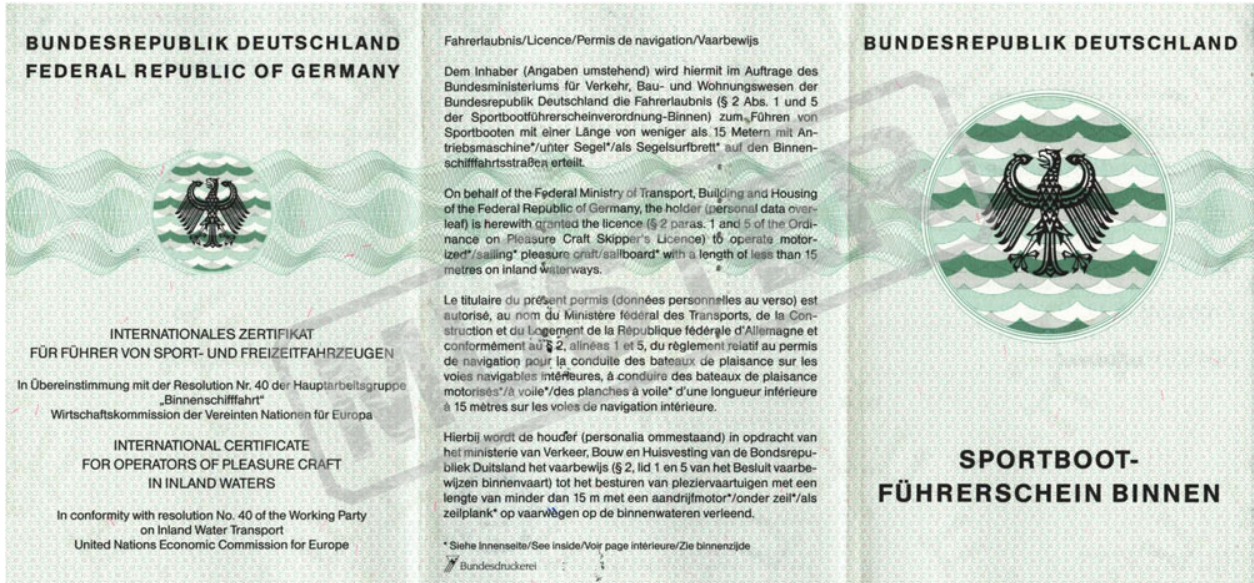 BUNDESREPUBLIK DEUTSCHLAND
FEDERAL REPUBLIC OF GERMANY
INTERNATIONALES ZERTIFIKAT
FÜR FÜHRER VON SPORT- UND FREIZEITFAHRZEUGEN
In Übereinstimmung mit der Resolution Nr. 40 der Hauptarbeitsgruppe
„Binnenschifffahrt"
Wirtschaftskommission der Vereinten Nationen für Europa
INTERNATIONAL CERTIFICATE
FOR OPERATORS OF PLEASURE CRAFT
IN INLAND WATERS
In conformity with resolution No. 40 of the Working Party
on Inland Water Transport
United Nations Economic Commission for Europe
Fahrerlaubnis/Licence/Permis de navigation/Vaarbewijs
Dem Inhaber (Angaben umstehend) wird hiermit im Auftrage des
Bundesministeriums für Verkehr, Bau- und Wohnungswesen der
Bundesrepublik Deutschland die Fahrerlaubnis (§ 2 Abs. 1 und 5
der Sportbootführerscheinverordnung-Binnen) zum Führen von
Sportbooten mit einer Länge von weniger als 15 Metern mit An-
triebsmaschine*/unter Segel*/als Segelsurfbrett* auf den Binnen-
schifffahrtsstraßen erteilt.
On behalf of the Federal Ministry of Transport, Building and Housing
of the Federal Republic of Germany, the holder (personal data over-
leaf) is herewith granted the licence (§ 2 paras. 1 and 5 of the Ordi-
nance on Pleasure Craft Skipper's Licence) to operate motor-
ized*/sailing* pleasure craft/sailboard* with a length of less than 15
metres on inland waterways.
Le titulaire du présent permis (données personnelles au verso) est
autorisé, au nom du Ministère fédéral des Transports, de la Con-
struction et du Logement de la République fédérale d'Allemagne et
conformément au § 2, alinéas 1 et 5, du règlement relatif au permis
de navigation pour la conduite des bateaux de plaisance sur les
voies navigables intérieures, à conduire des bateaux de plaisance
motorisés*/à voile*/des planches à voile* d'une longueur inférieure
à 15 mètres sur les voies de navigation intérieure.
Hierbij wordt de houder (personalia ommestaand) in opdracht van
het ministerie van Verkeer, Bouw en Huisvesting van de Bondsrepu-
bliek Duitsland het vaarbewijs (§ 2, lid 1 en 5 van het Besluit vaarbe-
wijzen binnenvaart) tot het besturen van pleziervaartuigen met een
lengte van minder dan 15 m met een aandrijfmotor*/onder zeil*/als
zeilplank* op vaarwegen op de binnenwateren verleend.
* Siehe Innenseite/See inside/Voir page intérieure/Zie binnenzijde
Bundesdruckerei
MUSTER
BUNDESREPUBLIK DEUTSCHLAND
SPORTBOOT-
FÜHRERSCHEIN BINNEN